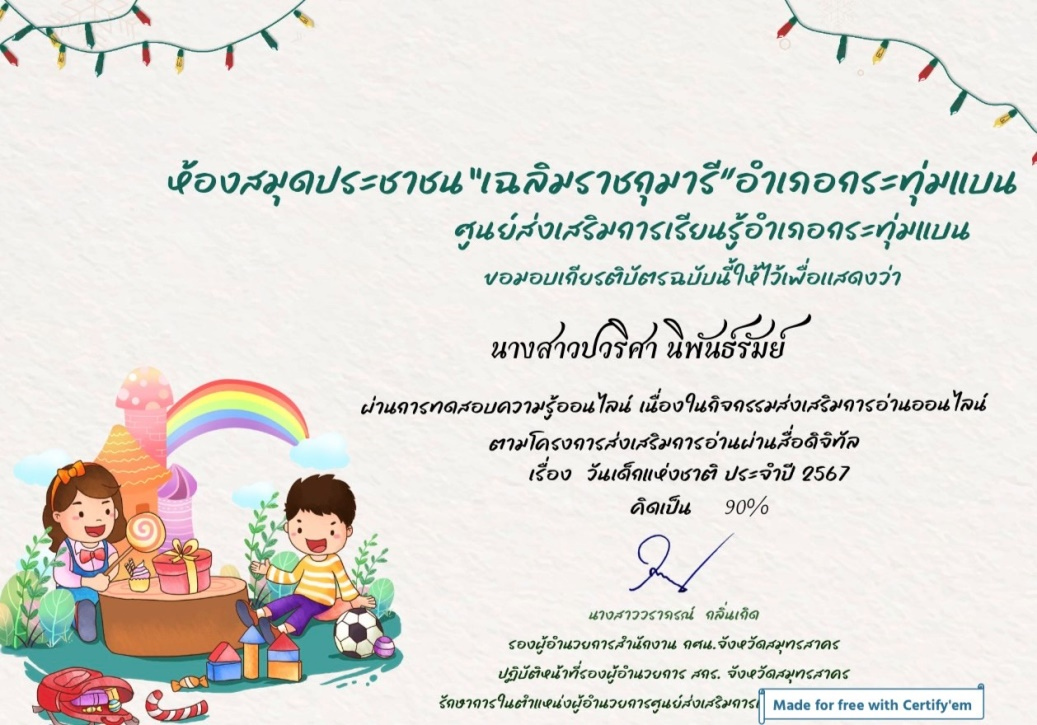 ห้องสมุดประชาชน "เฉลิมราชกุมารี" อำเภอกระทุ่มแบน
ศูนย์ส่งเสริมการเรียนรู้อำเภอกระทุ่มแบน
ขอมอบเกียรติบัตรฉบับนี้ให้ไว้เพื่อแสดงว่า
นางสาวปวริศา นิพันธ์รัมย์
ผ่านการทดสอบความรู้ออนไลน์ เนื่องในกิจกรรมส่งเสริมการอ่านออนไลน์
ตามโครงการส่งเสริมการอ่านผ่านสื่อดิจิทัล
เรื่อง วันเด็กแห่งชาติ ประจำปี 2567
คิดเป็น 90%
นางสาววราภรณ์ กลิ่นเกิด
รองผู้อำนวยการสำนักงาน กศน.จังหวัดสมุทรสาคร
ปฏิบัติหน้าที่รองผู้อำนวยการ สกร. จังหวัดสมุทรสาคร
รักษาการในตำแหน่งผู้อำนวยการศูนย์ส่งเสริมการ
Made for free with Certify'em